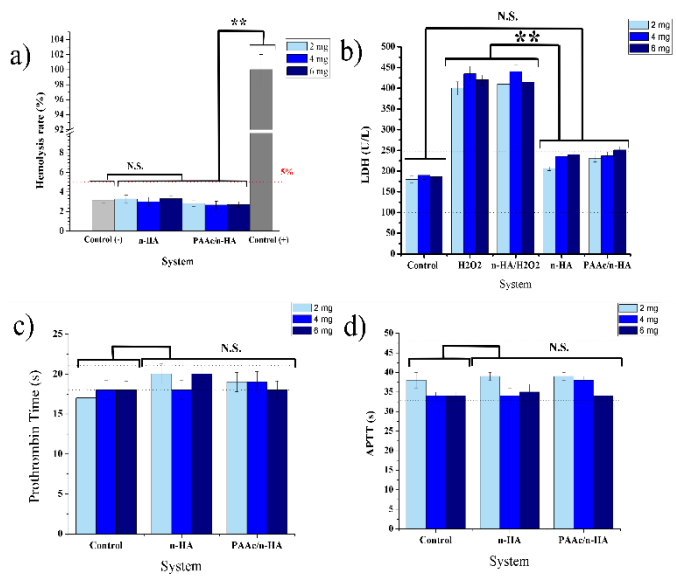 a)
**
2 mg
4 mg
6 mg
Hemolysis rate (%)
104
102
100
98
96
94
92
8
6
4
2
0
N.S.
5%
Control (-)
n-HA
PAAc/n-HA
Control (+)
System
b)
N.S.
2 mg
4 mg
6 mg
**
LDH (U/L)
500
450
400
350
300
250
200
150
100
50
0
Control
H2O2
n-HA/H2O2
n-HA
PAAc/n-HA
System
c)
2 mg
4 mg
6 mg
N.S.
Prothrombin Time (s)
25
20
15
10
5
0
Control
n-HA
PAAc/n-HA
System
d)
2 mg
4 mg
6 mg
N.S.
APTT (s)
50
45
40
35
30
25
20
15
10
5
0
Control
n-HA
PAAc/n-HA
System